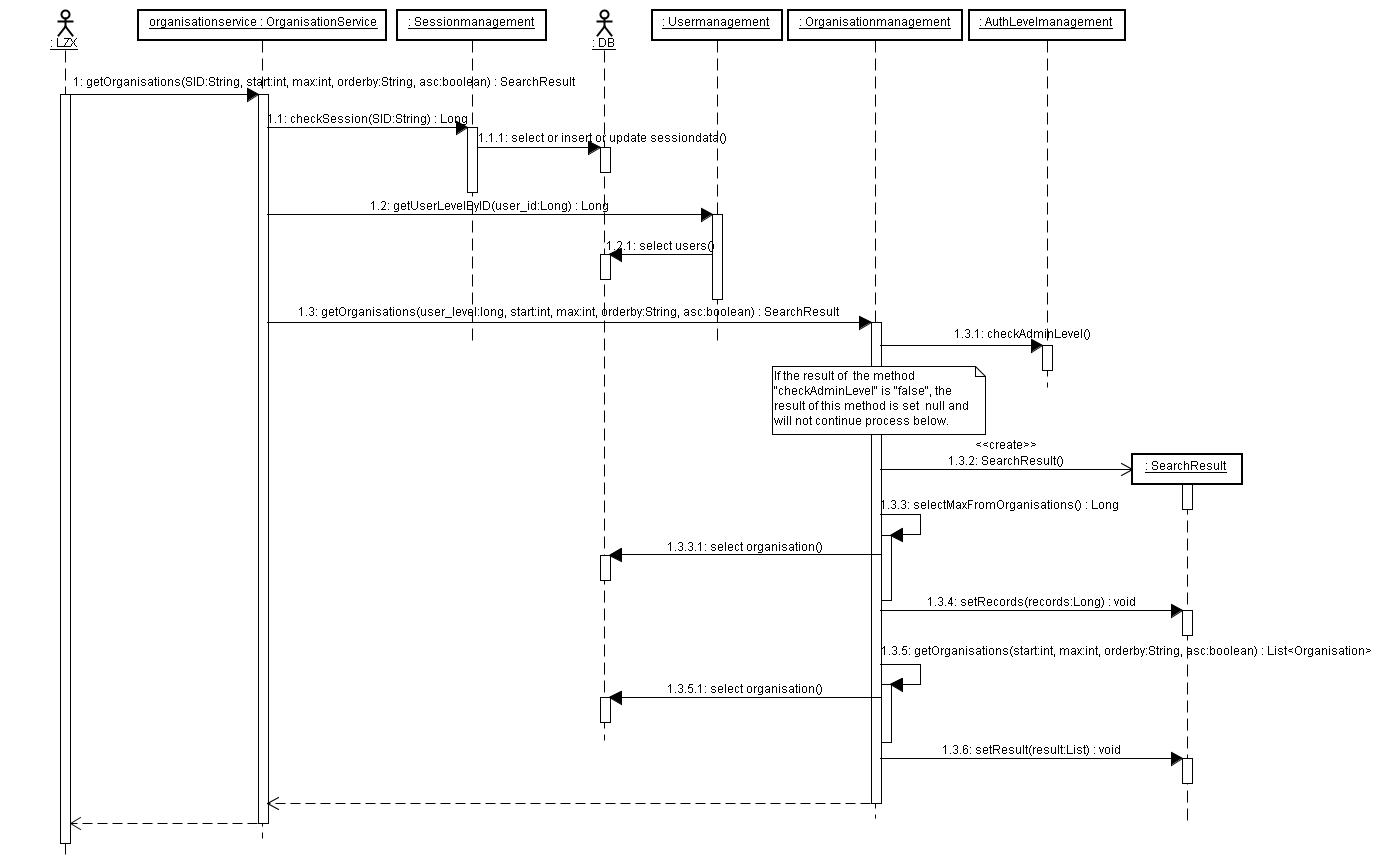 : LZX
organisationservice : OrganisationService
: Sessionmanagement
: DB
: Usermanagement
: Organisationmanagement
: AuthLevelmanagement
1: getOrganisations(SID:String, start:int, max:int, orderby:String, asc:boolean) : SearchResult
1.1: checkSession(SID:String) : Long
1.1.1: select or insert or update sessiondata()
1.2: getUserLevelByID(user_id:Long) : Long
1.2.1: select users()
1.3: getOrganisations(user_level:long, start:int, max:int, orderby:String, asc:boolean) : SearchResult
1.3.1: checkAdminLevel()
If the result of the method
"checkAdminLevel" is "false", the
result of this method is set null and
will not continue process below.
<<create>>
1.3.2: SearchResult()
: SearchResult
1.3.3: selectMaxFromOrganisations() : Long
1.3.3.1: select organisation()
1.3.4: setRecords(records:Long) : void
1.3.5: getOrganisations(start:int, max:int, orderby:String, asc:boolean) : List<Organisation>
1.3.5.1: select organisation()
1.3.6: setResult(result:List) : void